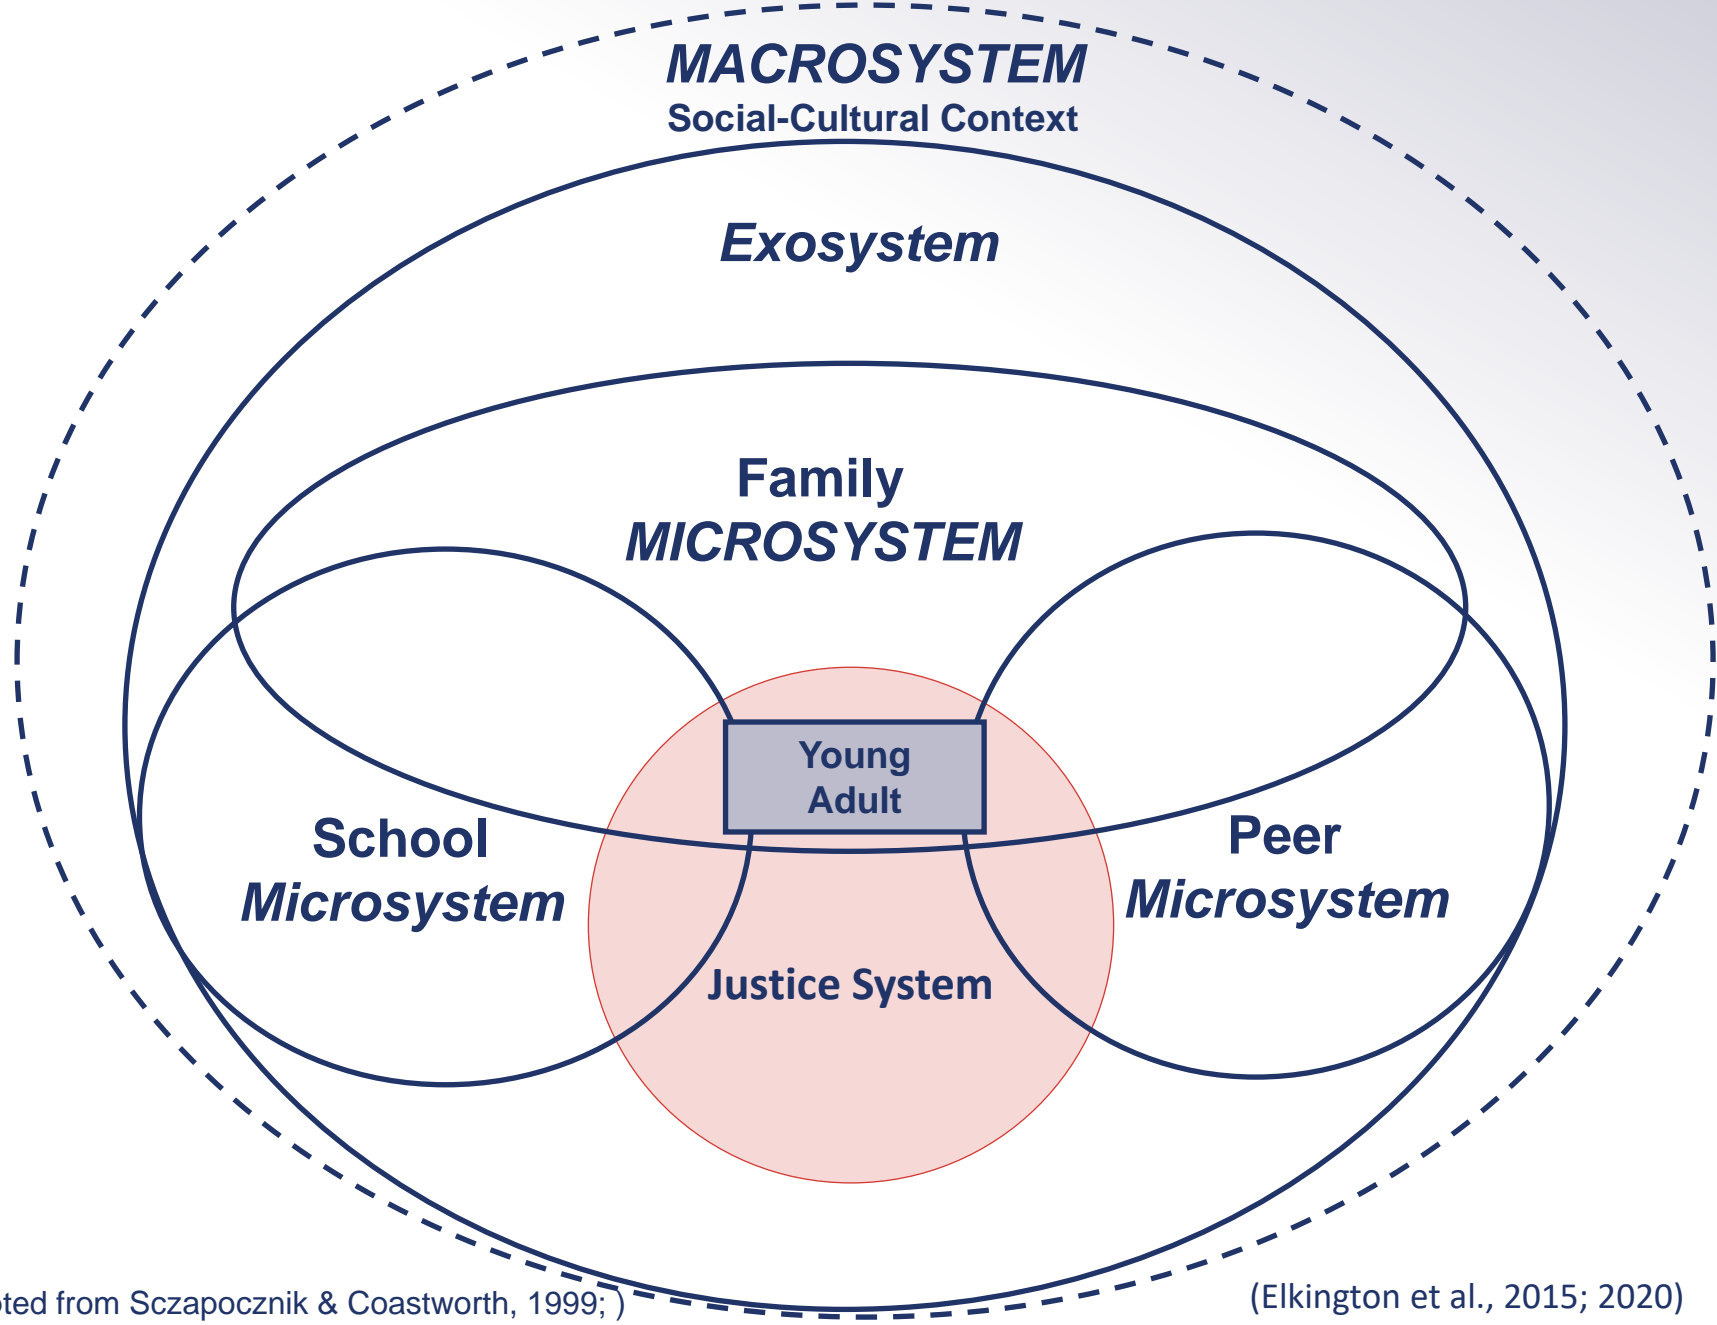 MACROSYSTEM
Social-Cultural Context
Exosystem
Family
MICROSYSTEM
Young
Adult
School
Microsystem
Peer
Microsystem
Justice System
oted from Sczapocznik & Coastworth, 1999; )
(Elkington et al., 2015; 2020)